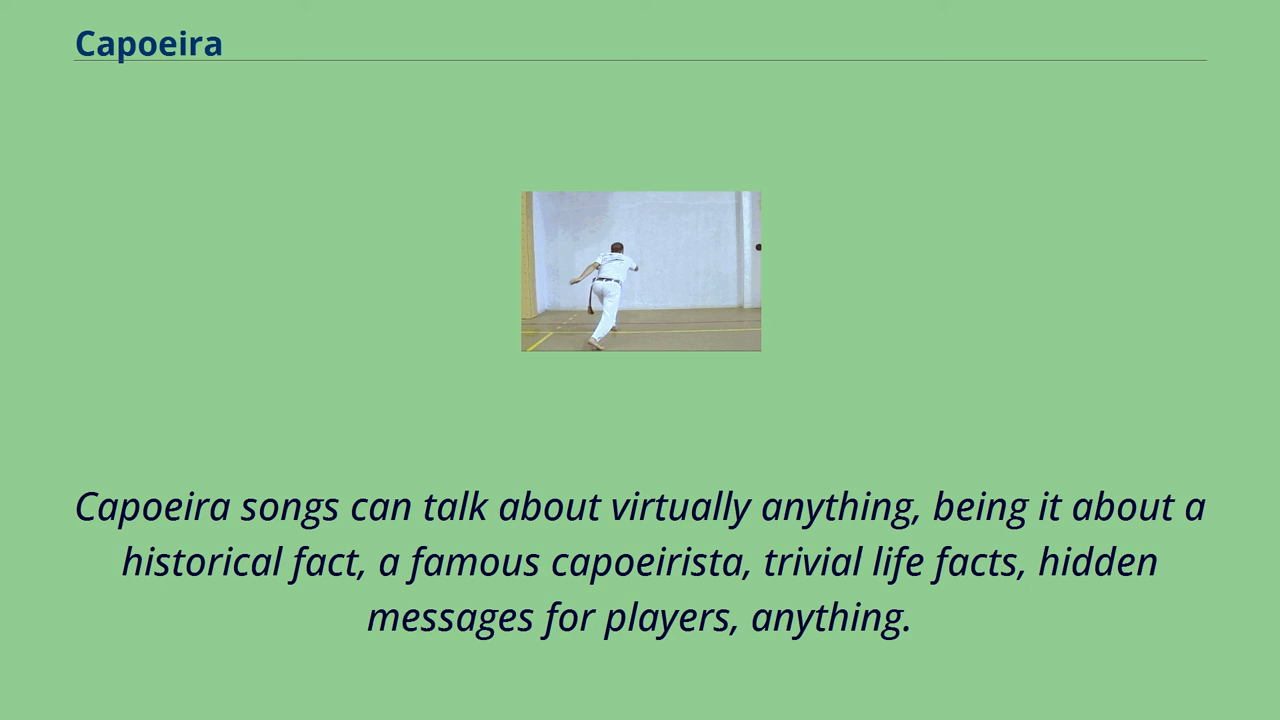 Capoeira
Capoeira songs can talk about virtually anything, being it about a
historical fact, a famous capoeirista, trivial life facts, hidden
messages for players, anything.